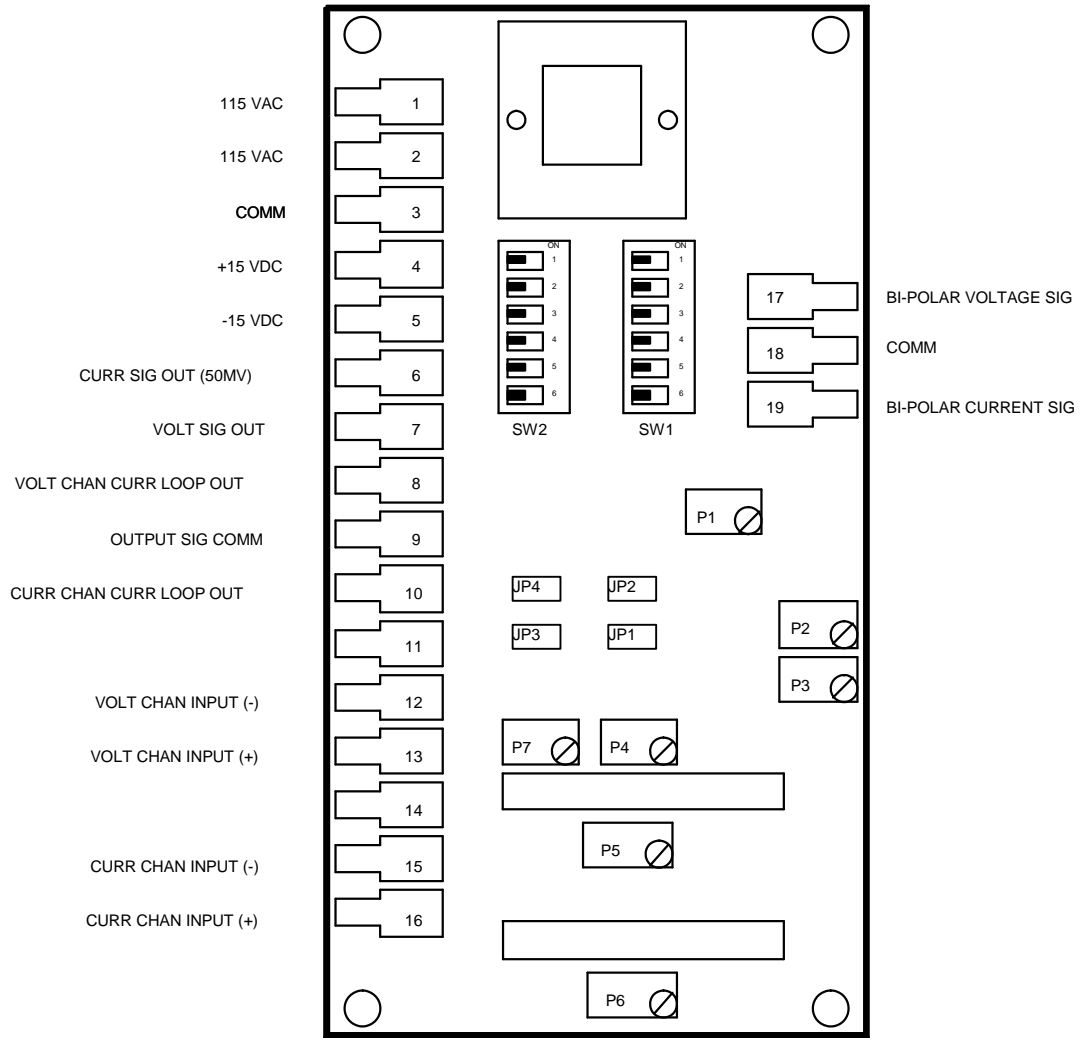 115 VAC 1
115 VAC 2
COMM 3
+15 VDC 4
-15 VDC 5
CURR SIG OUT (50MV) 6
VOLT SIG OUT 7
VOLT CHAN CURR LOOP OUT 8
OUTPUT SIG COMM 9
CURR CHAN CURR LOOP OUT 10
11
VOLT CHAN INPUT (-) 12
VOLT CHAN INPUT (+) 13
14
CURR CHAN INPUT (-) 15
CURR CHAN INPUT (+) 16
ON
1
2
3
4
5
6
SW2
ON
1
2
3
4
5
6
SW1
17 BI-POLAR VOLTAGE SIG
18 COMM
19 BI-POLAR CURRENT SIG
P1
JP4 JP2
JP3 JP1
P2
P3
P7 P4
P5
P6